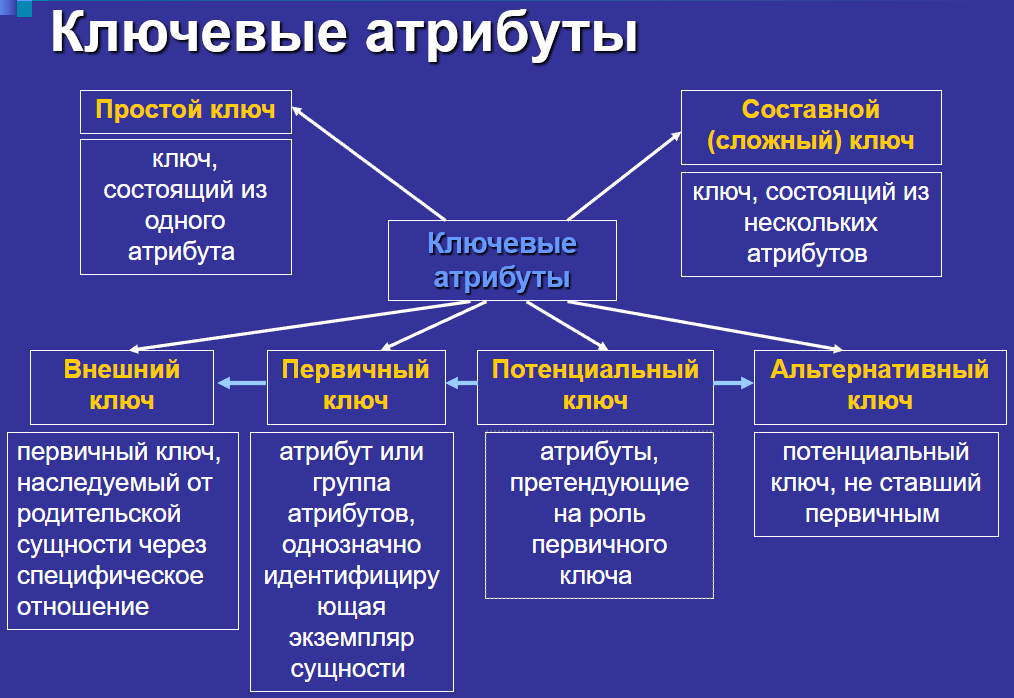 Ключевые атрибуты
Простой ключ
ключ,
состоящий из
одного
атрибута
Составной
(сложный) ключ
ключ, состоящий из
нескольких
атрибутов
Ключевые
атрибуты
Внешний
ключ
первичный ключ,
наследуемый от
родительской
сущности через
специфическое
отношение
Первичный
ключ
атрибут или
группа
атрибутов,
однозначно
идентифициру
ющая
экземпляр
сущности
Потенциальный
ключ
атрибуты,
претендующие
на роль
первичного
ключа
Альтернативный
ключ
потенциальный
ключ, не ставший
первичным